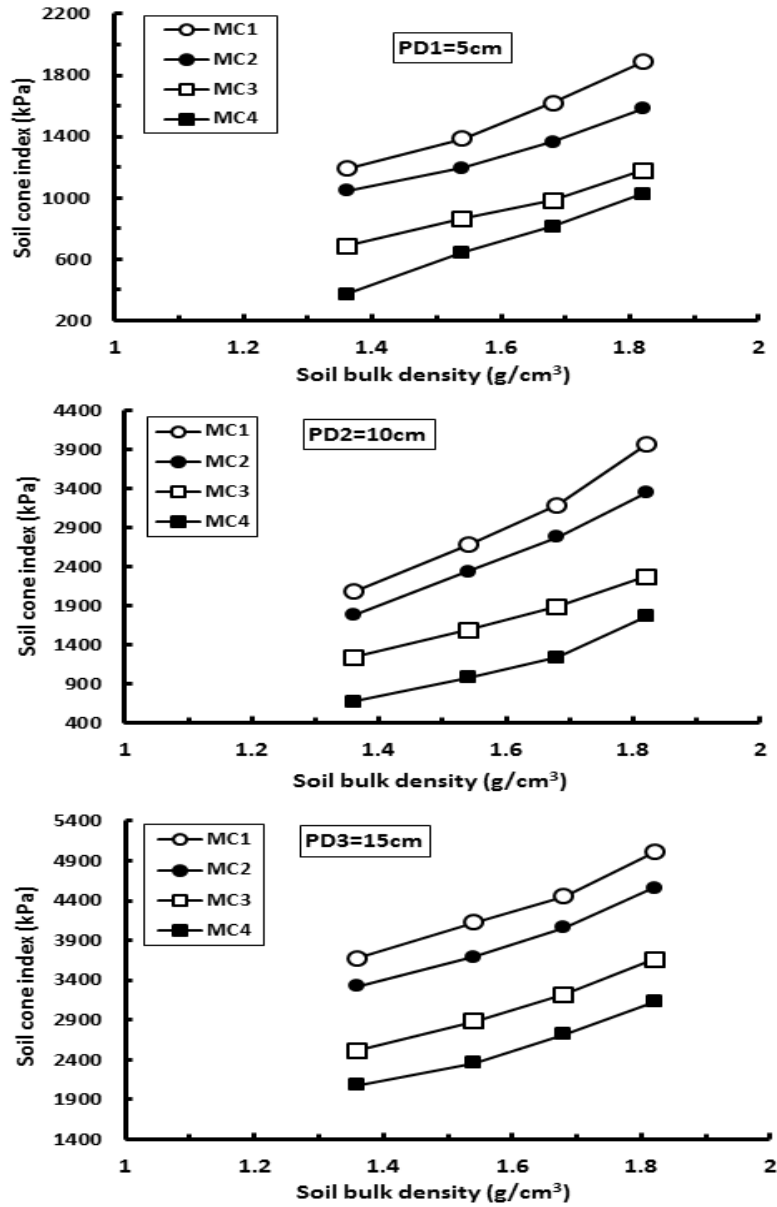 2200
1800
1400
1000
600
200
Soil cone index (kPa)
MC1
MC2
MC3
MC4
PD1=5cm
1 1.2 1.4 1.6 1.8 2
Soil bulk density (g/cm³)
4400
3900
3400
2900
2400
1900
1400
900
400
Soil cone index (kPa)
MC1
MC2
MC3
MC4
PD2=10cm
1 1.2 1.4 1.6 1.8 2
Soil bulk density (g/cm³)
5400
4900
4400
3900
3400
2900
2400
1900
1400
Soil cone index (kPa)
MC1
MC2
MC3
MC4
PD3=15cm
1 1.2 1.4 1.6 1.8 2
Soil bulk density (g/cm³)